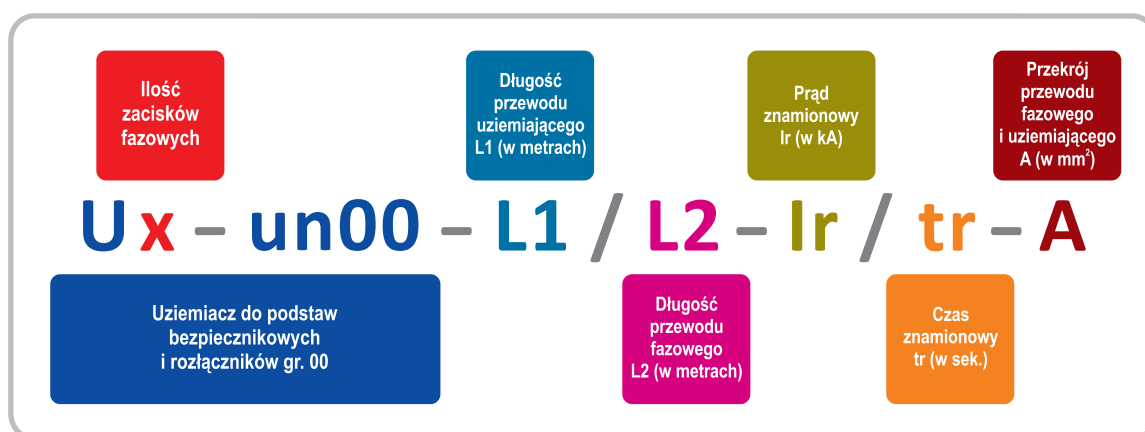 Ilość
zacisków
fazowych
Długość
przewodu
uziemiającego
L1 (w metrach)
Prąd
znamionowy
Ir (w kA)
Przekrój
przewodu
fazowego
i uziemiającego
A (w mm²)
Ux – un00 – L1 / L2 – Ir / tr – A
Uziemiacz do podstaw
bezpiecznikowych
i rozłączników gr. 00
Długość
przewodu
fazowego
L2 (w metrach)
Czas
znamionowy
tr (w sek.)